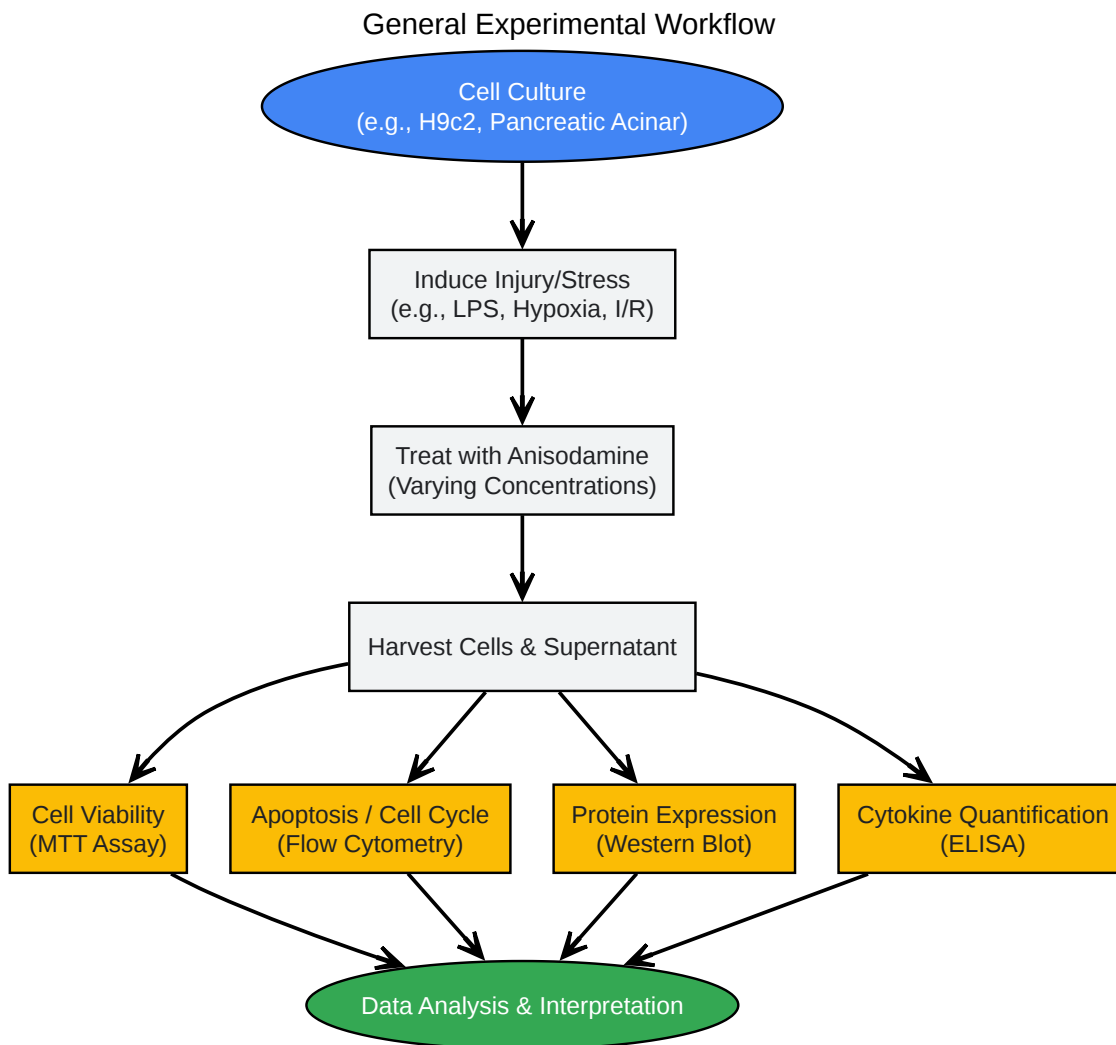 General Experimental Workflow
Cell Culture
(e.g., H9c2, Pancreatic Acinar)
Induce Injury/Stress
(e.g., LPS, Hypoxia, I/R)
Treat with Anisodamine
(Varying Concentrations)
Harvest Cells & Supernatant
Cell Viability
(MTT Assay)
Apoptosis / Cell Cycle
(Flow Cytometry)
Protein Expression
(Western Blot)
Cytokine Quantification
(ELISA)
Data Analysis & Interpretation